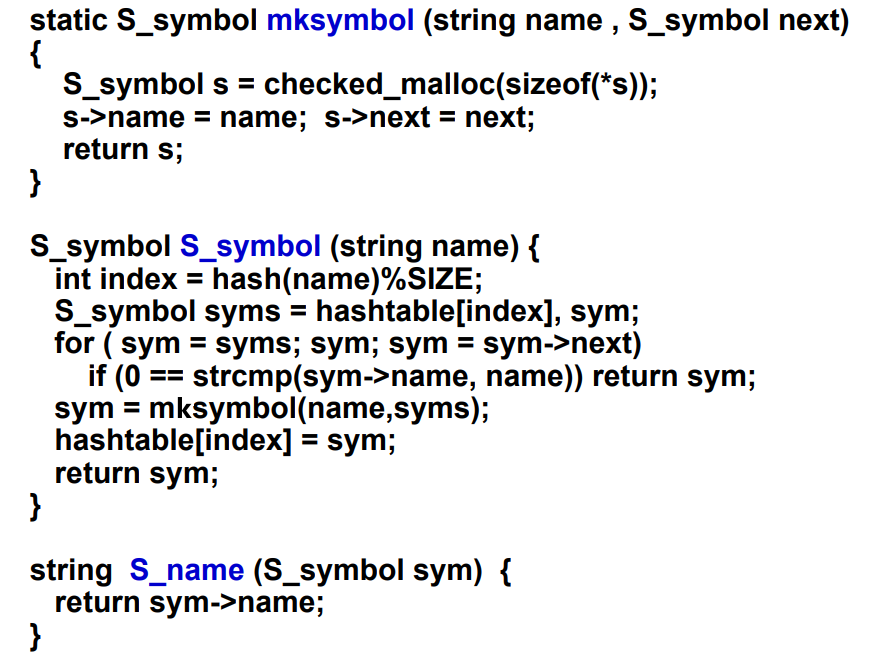 static S_symbol mksymbol (string name , S_symbol next)
{
S_symbol s = checked_malloc(sizeof(*s));
s->name = name; s->next = next;
return s;
}
S_symbol S_symbol (string name) {
int index = hash(name)%SIZE;
S_symbol syms = hashtable[index], sym;
for ( sym = syms; sym; sym = sym->next)
if (0 == strcmp(sym->name, name)) return sym;
sym = mksymbol(name,syms);
hashtable[index] = sym;
return sym;
}
string S_name (S_symbol sym) {
return sym->name;
}